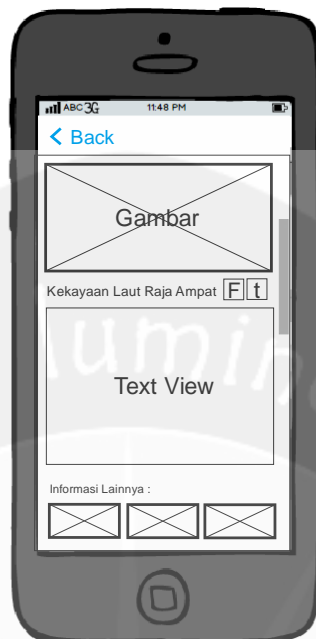 ABC 3G 11:48 PM
Back
Gambar
Kekayaan Laut Raja Ampat F t
Text View
Informasi Lainnya :